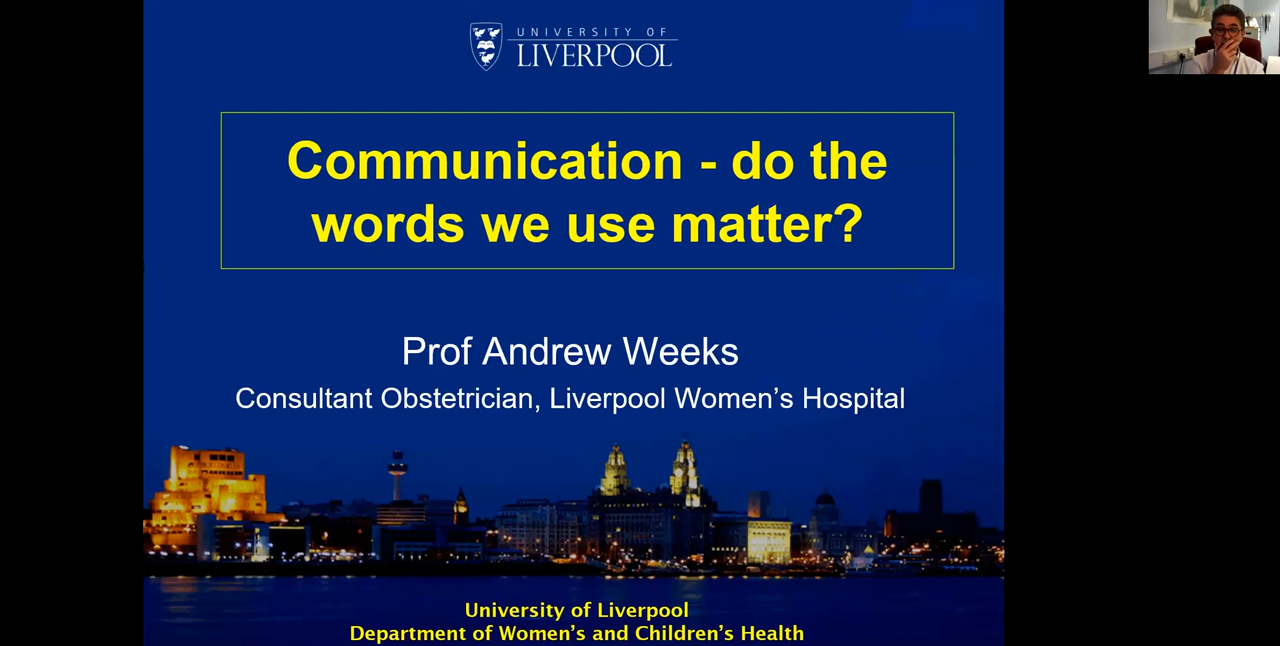 UNIVERSITY OF
LIVERPOOL
Communication - do the
words we use matter?
Prof Andrew Weeks
Consultant Obstetrician, Liverpool Women's Hospital
University of Liverpool
Department of Women's and Children's Health